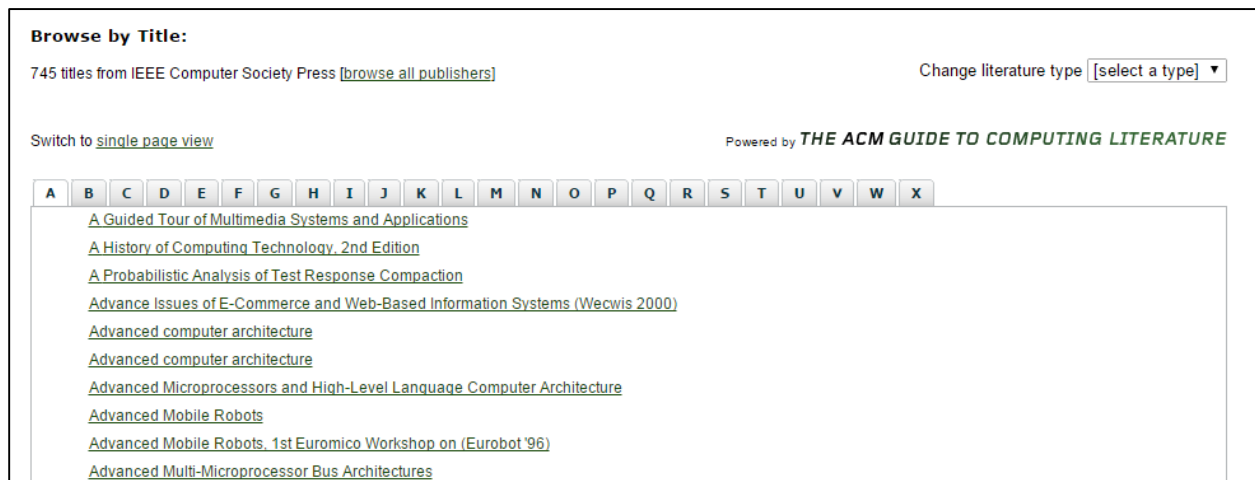 Browse by Title:
745 titles from IEEE Computer Society Press [browse all publishers]
Change literature type [select a type] ▼
Switch to single page view
Powered by THE ACM GUIDE TO COMPUTING LITERATURE
A B C D E F G H I J K L M N O P Q R S T U V W X
A Guided Tour of Multimedia Systems and Applications
A History of Computing Technology, 2nd Edition
A Probabilistic Analysis of Test Response Compaction
Advance Issues of E-Commerce and Web-Based Information Systems (Wecwis 2000)
Advanced computer architecture
Advanced computer architecture
Advanced Microprocessors and High-Level Language Computer Architecture
Advanced Mobile Robots
Advanced Mobile Robots, 1st Euromico Workshop on (Eurobot '96)
Advanced Multi-Microprocessor Bus Architectures